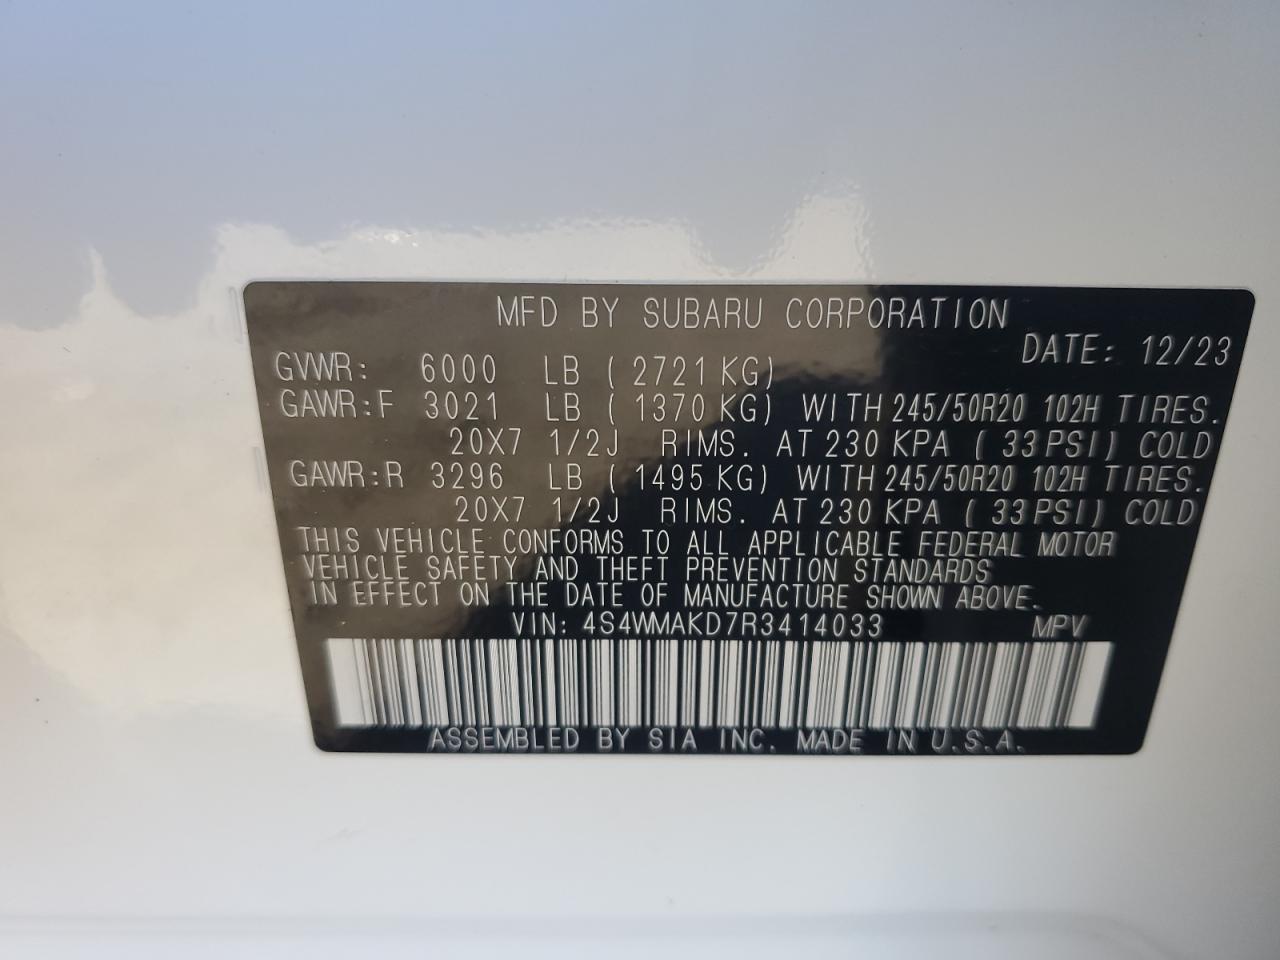 MFD BY SUBARU CORPORATION
DATE: 12/23
GVWR: 6000 LB ( 2721 KG)
GAWR:F 3021 LB ( 1370 KG) WITH 245/50R20 102H TIRES.
20X7 1/2J RIMS. AT 230 KPA ( 33 PSI) COLD
GAWR:R 3296 LB ( 1495 KG) WITH 245/50R20 102H TIRES.
20X7 1/2J RIMS. AT 230 KPA ( 33 PSI) COLD
THIS VEHICLE CONFORMS TO ALL APPLICABLE FEDERAL MOTOR
VEHICLE SAFETY AND THEFT PREVENTION STANDARDS
IN EFFECT ON THE DATE OF MANUFACTURE SHOWN ABOVE.
VIN: 4S4WMAKD7R3414033 MPV
ASSEMBLED BY SIA INC. MADE IN U.S.A.